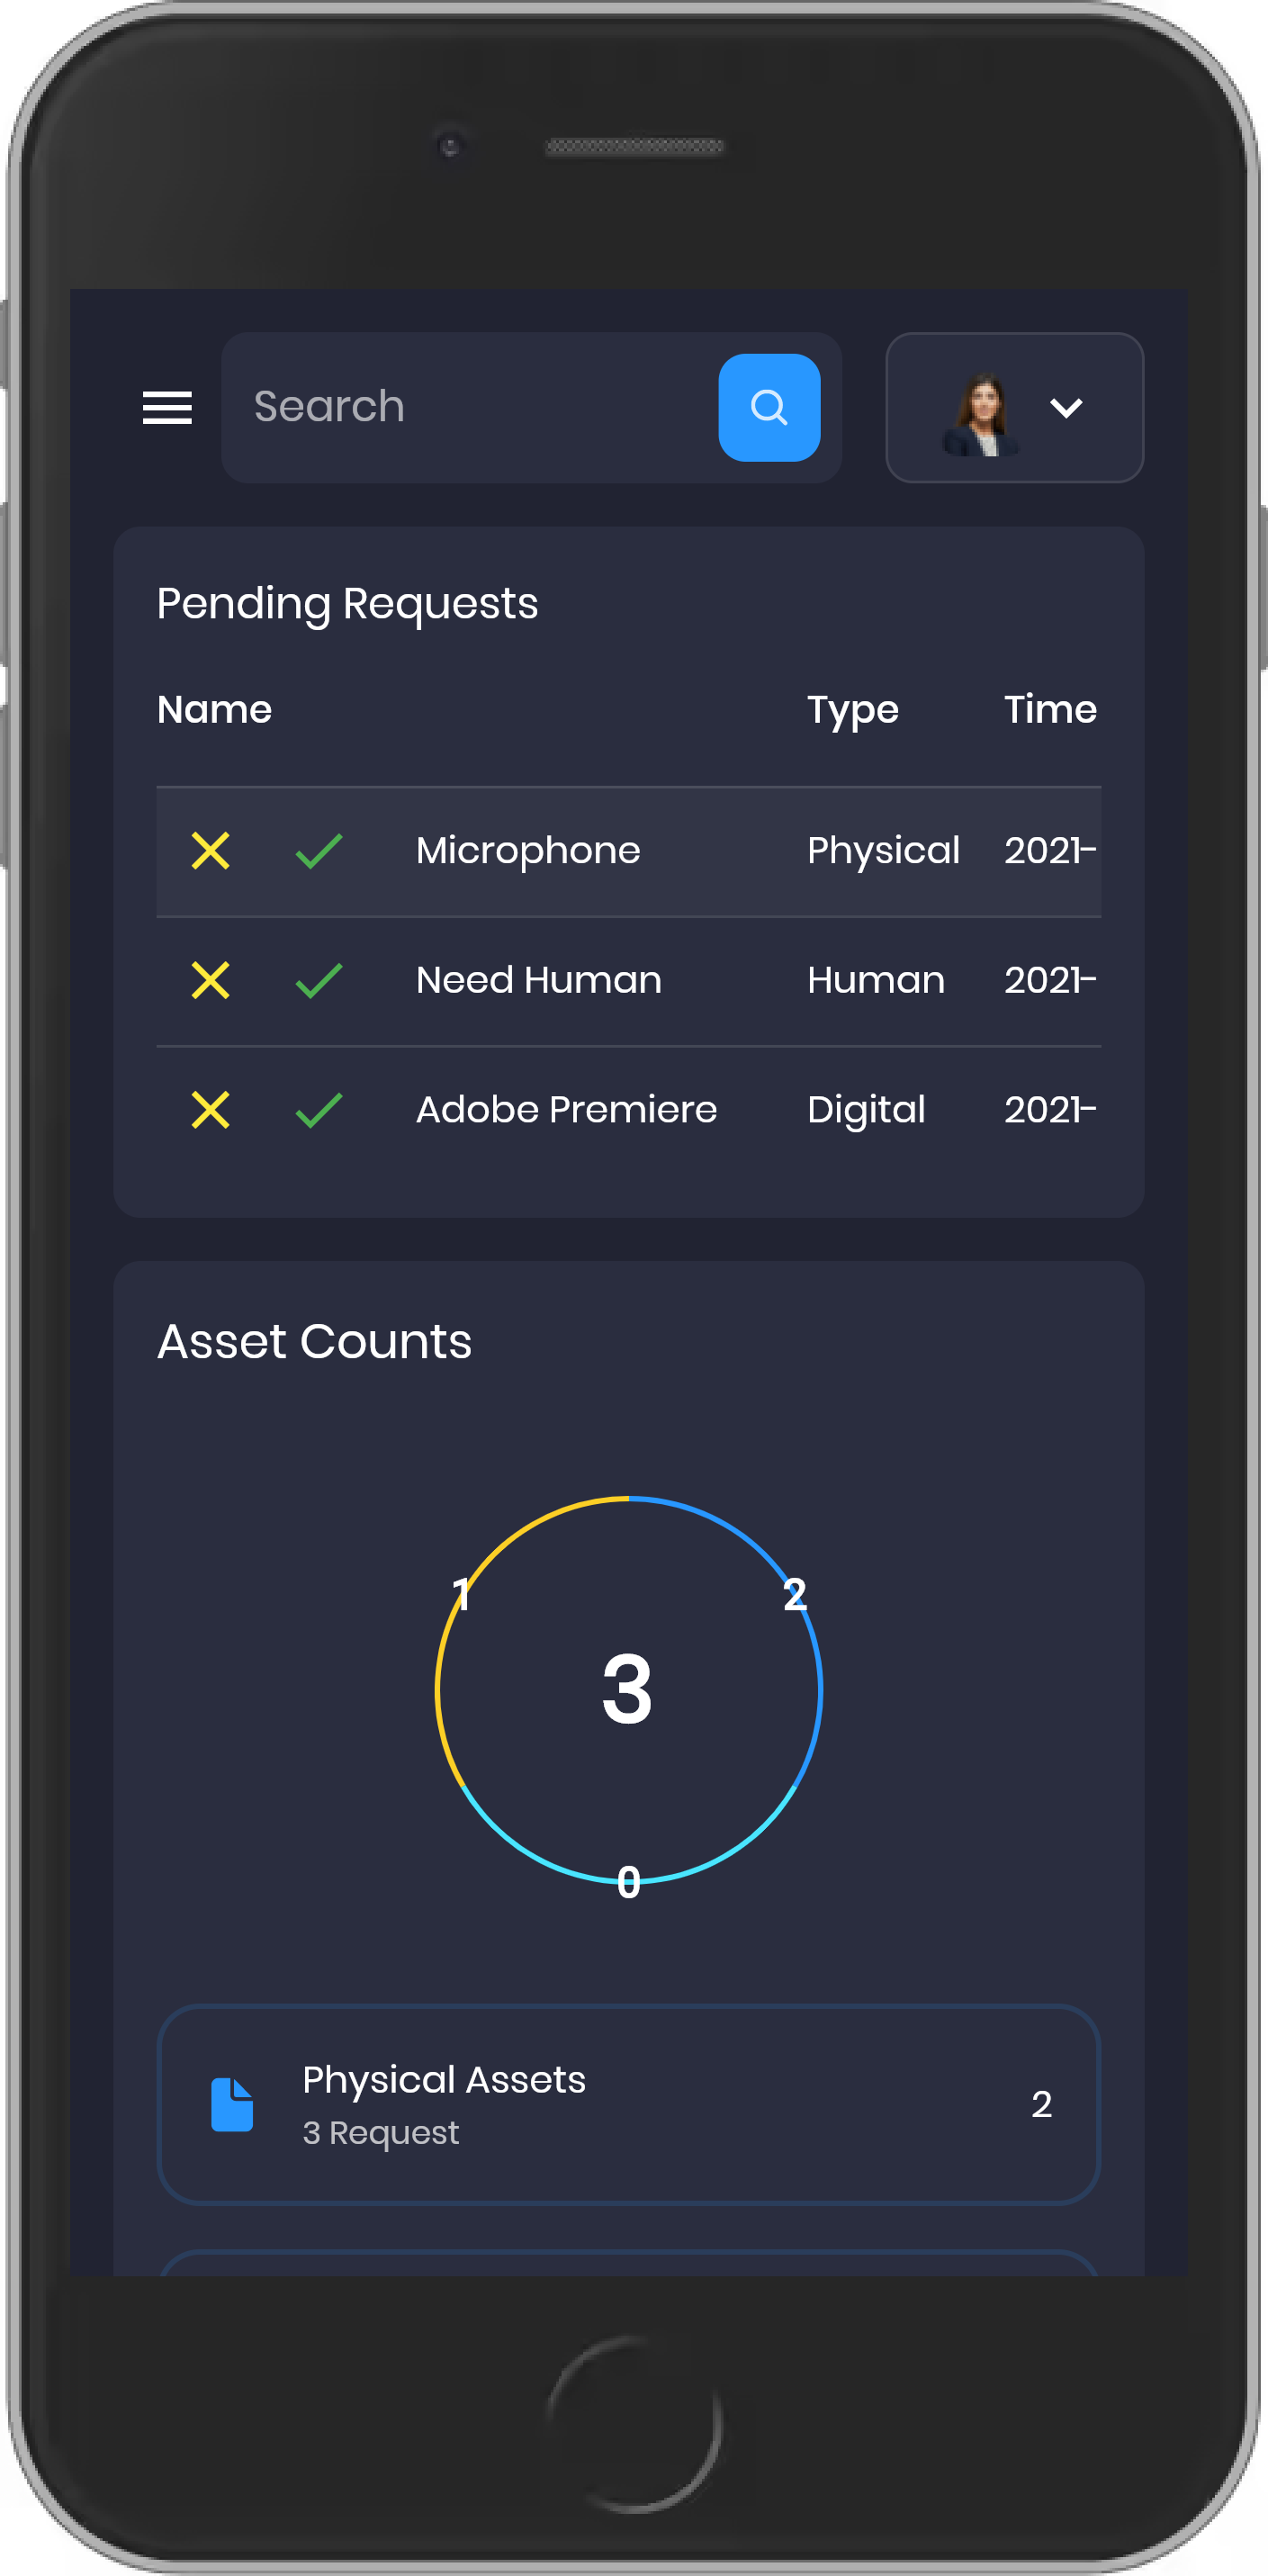 Search
Pending Requests
Name Type Time
Microphone Physical 2021-
Need Human Human 2021-
Adobe Premiere Digital 2021-
Asset Counts
1 2
3
0
Physical Assets
3 Request
2